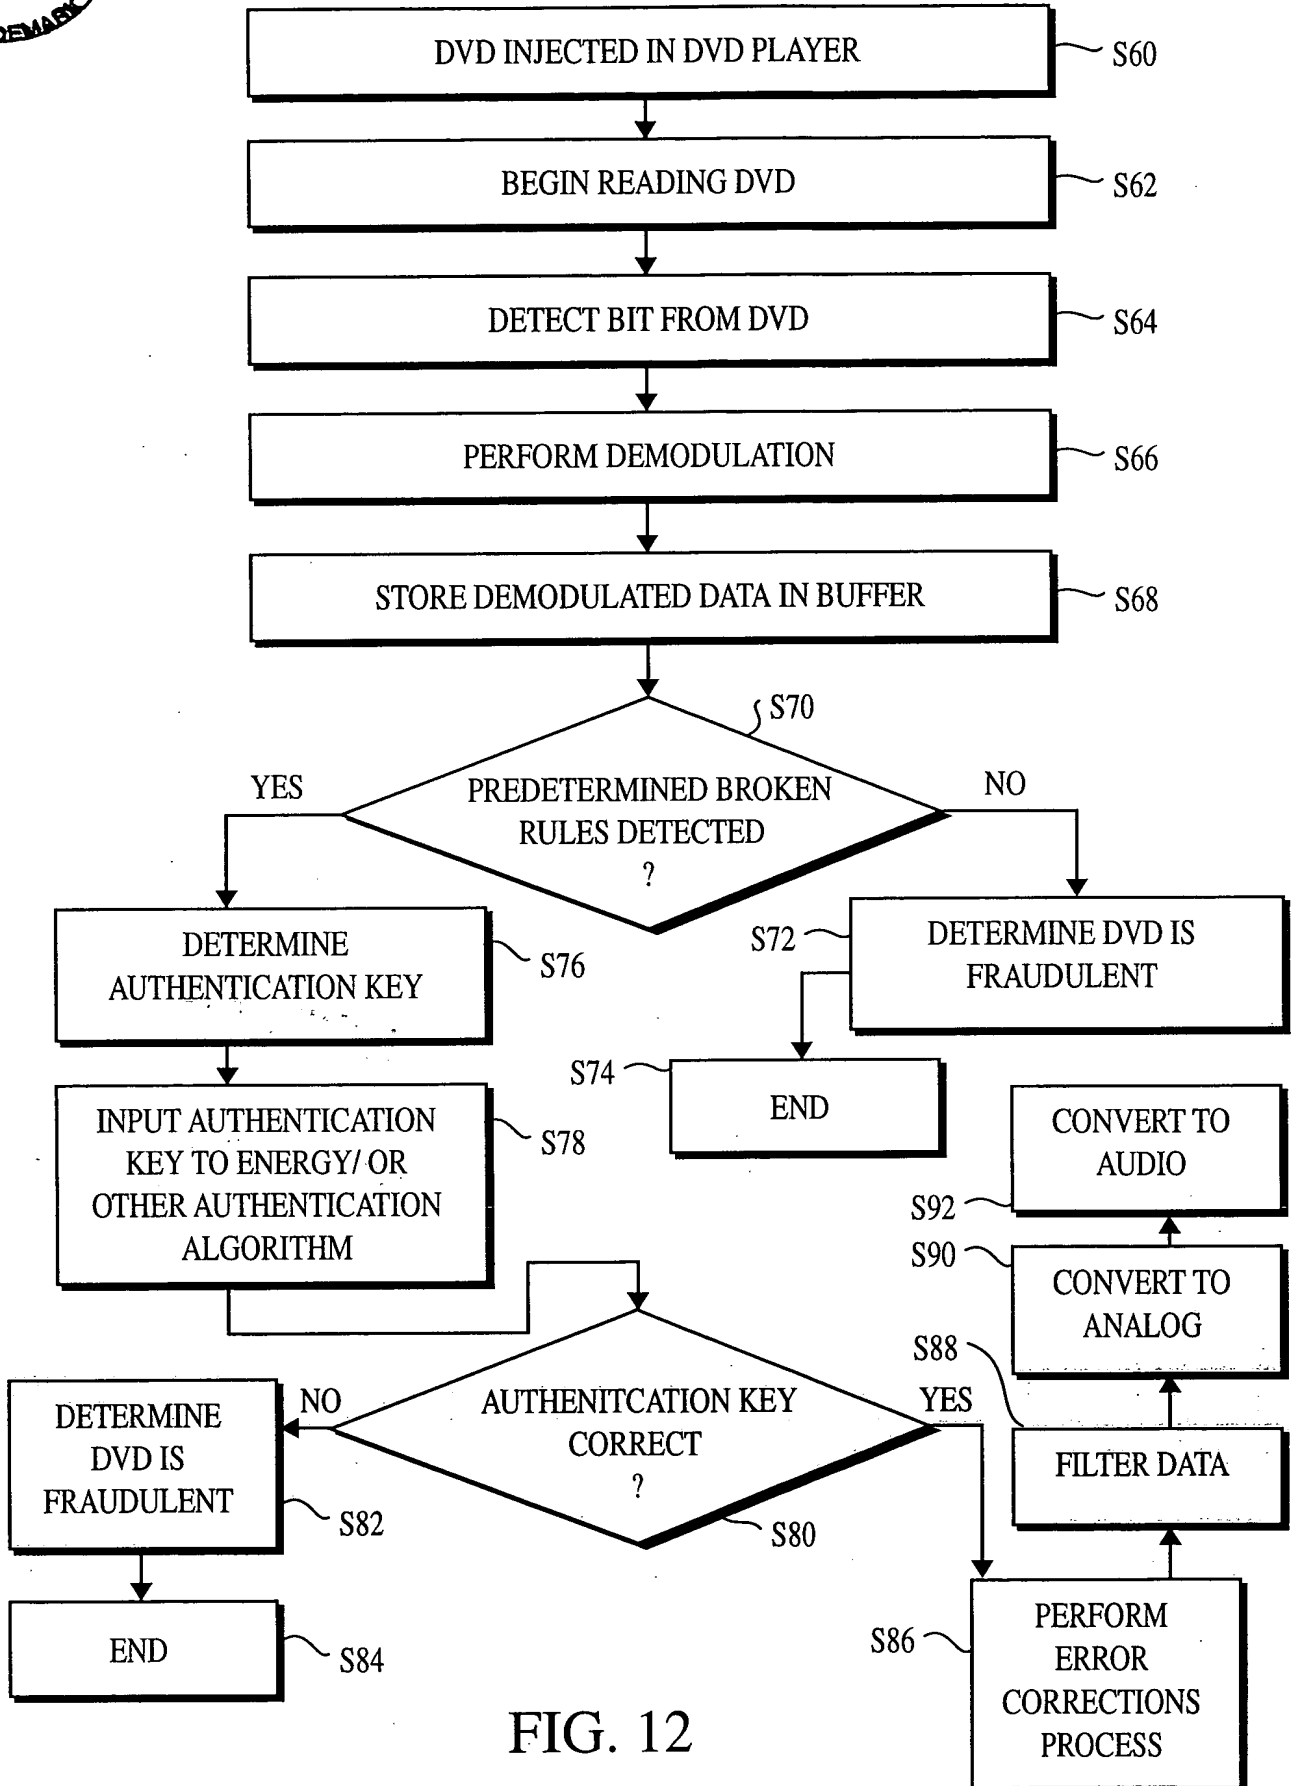 DEMARK
DVD INJECTED IN DVD PLAYER
S60
BEGIN READING DVD
S62
DETECT BIT FROM DVD
S64
PERFORM DEMODULATION
S66
STORE DEMODULATED DATA IN BUFFER
S68
S70
YES
PREDETERMINED BROKEN
RULES DETECTED
?
NO
DETERMINE
AUTHENTICATION KEY
S76
S72
DETERMINE DVD IS
FRAUDULENT
S74
END
INPUT AUTHENTICATION
KEY TO ENERGY/ OR
OTHER AUTHENTICATION
ALGORITHM
S78
CONVERT TO
AUDIO
S92
S90
CONVERT TO
ANALOG
S88
FILTER DATA
NO
AUTHENITCATION KEY
CORRECT
?
YES
S80
DETERMINE
DVD IS
FRAUDULENT
S82
END
S84
S86
PERFORM
ERROR
CORRECTIONS
PROCESS
FIG. 12